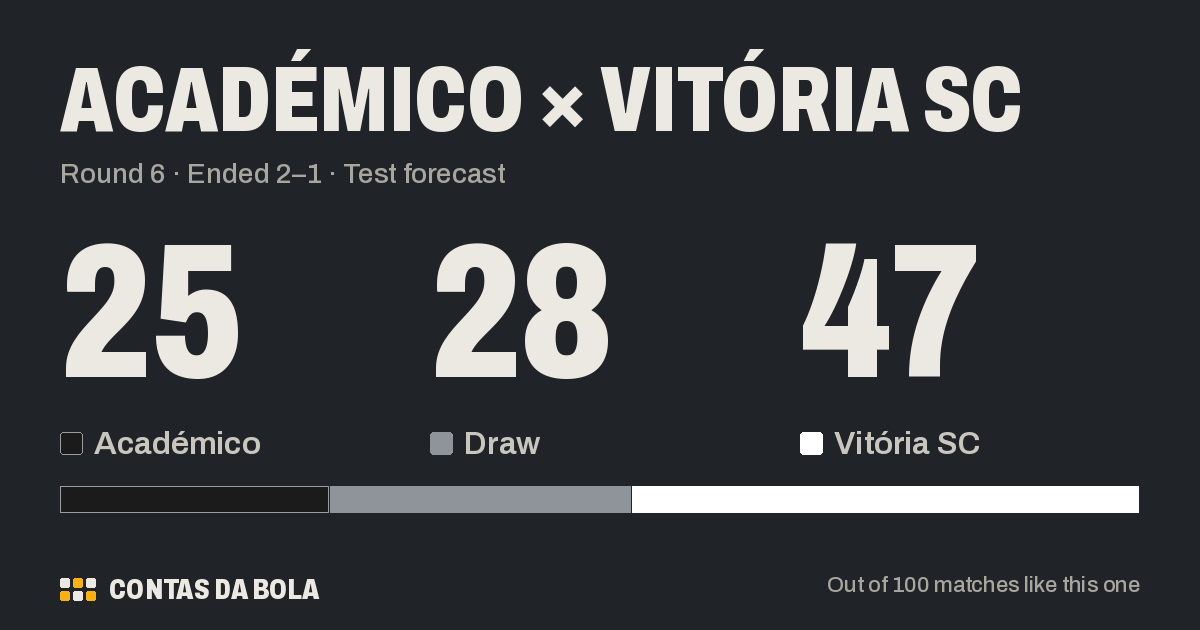 ACADÉMICO × VITÓRIA SC
Round 6 · Ended 2–1 · Test forecast
25 28 47
Académico Draw Vitória SC
CONTAS DA BOLA
Out of 100 matches like this one